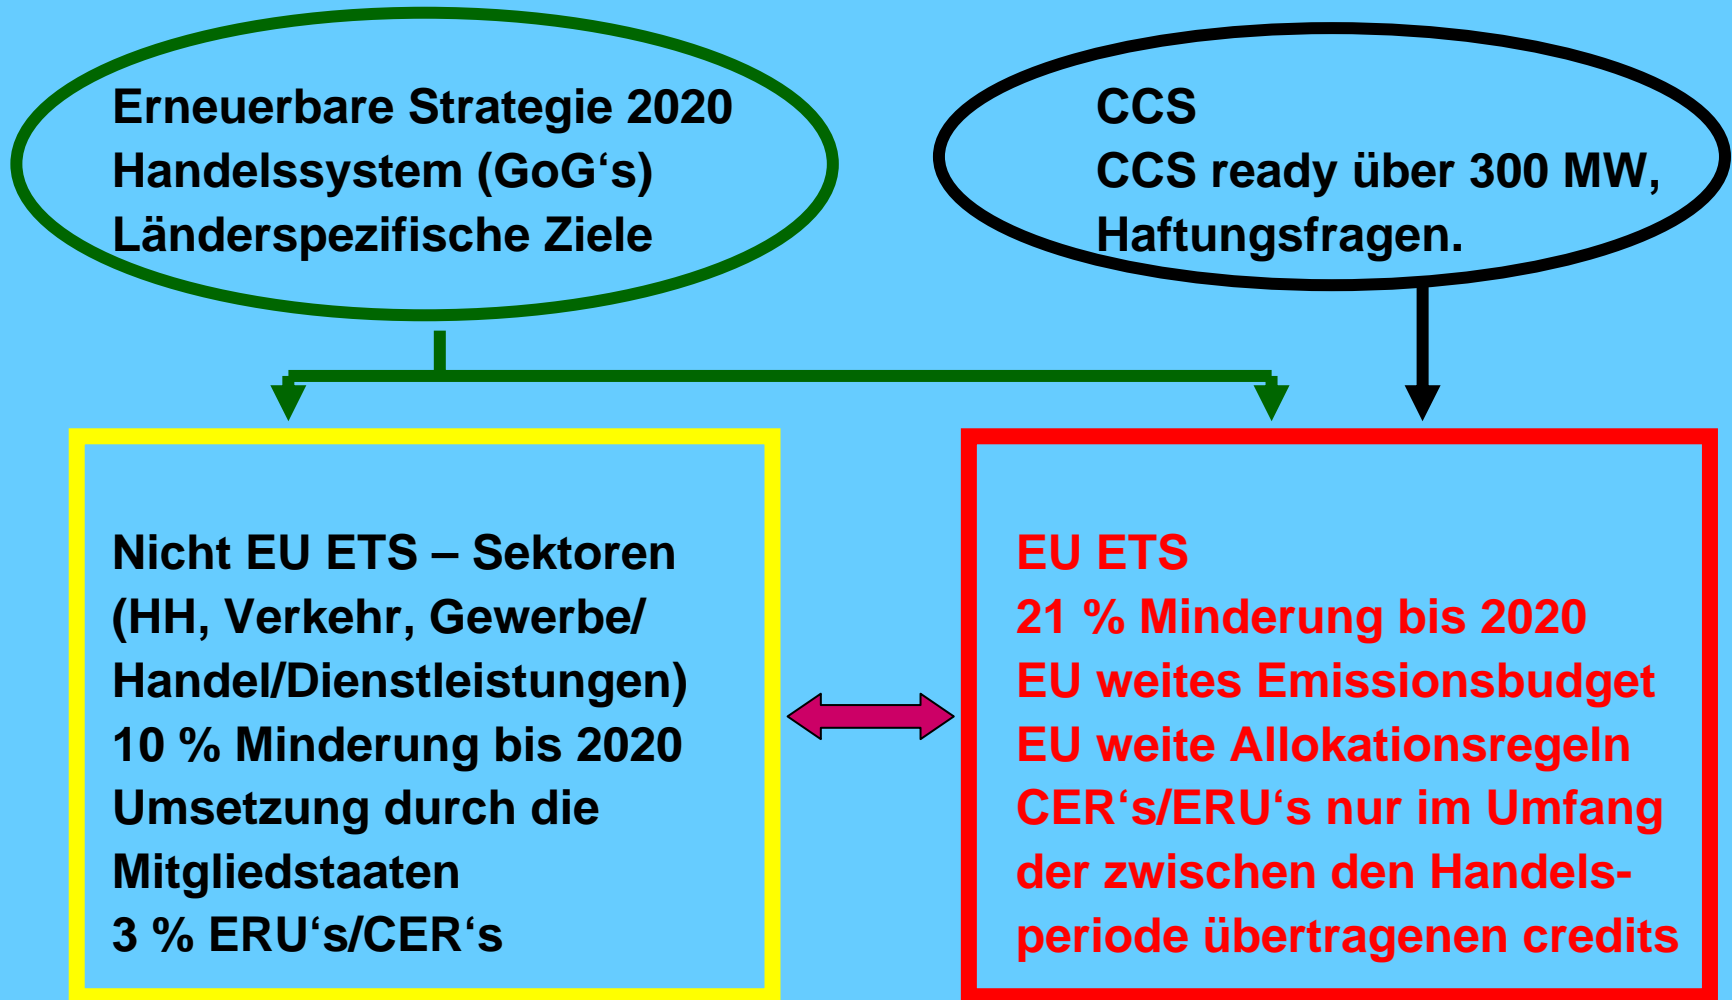 Erneuerbare Strategie 2020
Handelssystem (GoG‘s)
Länderspezifische Ziele
CCS
CCS ready über 300 MW,
Haftungsfragen.
Nicht EU ETS – Sektoren
(HH, Verkehr, Gewerbe/
Handel/Dienstleistungen)
10 % Minderung bis 2020
Umsetzung durch die
Mitgliedstaaten
3 % ERU‘s/CER‘s
EU ETS
21 % Minderung bis 2020
EU weites Emissionsbudget
EU weite Allokationsregeln
CER‘s/ERU‘s nur im Umfang
der zwischen den Handels-
periode übertragenen credits